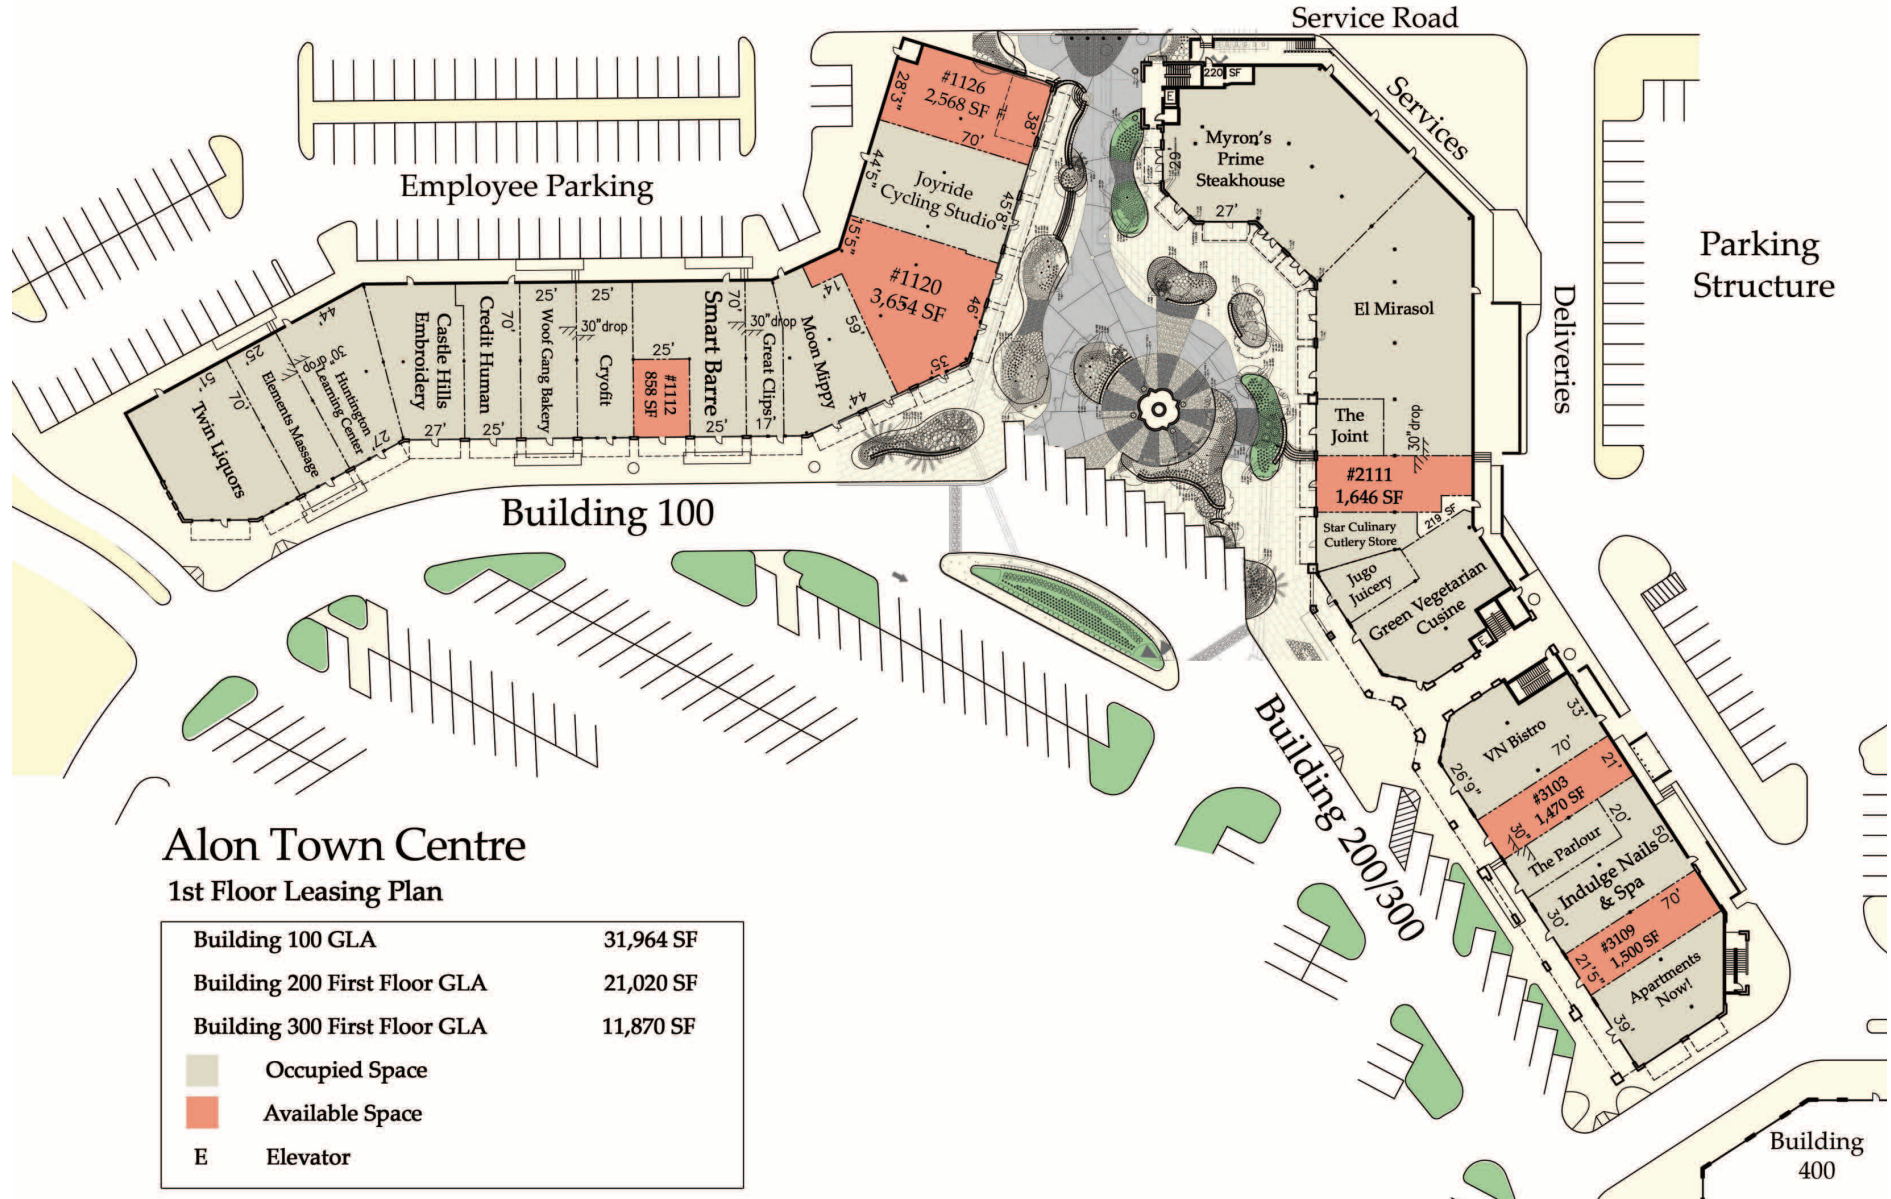 Service Road
Services
Employee Parking
Parking
Structure
Deliveries
#1126
2,568 SF
28'3"
38'
70'
44'5"
Joyride
Cycling Studio
45'8"
15'5"
#1120
3,654 SF
46'
35'
14'
59'
44'
Moon Mippy
30"drop
Great Clips
17'
70'
Smart Barre
25'
25'
#1112
858 SF
25'
30"drop
Cryofit
25'
Woof Gang Bakery
70'
Credit Human
25'
Castle Hills
Embroidery
27'
44'
30"
drop
Huntington
Learning Center
27'
25'
Elements Massage
70'
51'
Twin Liquors
Building 100
220 SF
E
Myron's
Prime
Steakhouse
62'
27'
El Mirasol
The
Joint
30"drop
#2111
1,646 SF
219 SF
Star Culinary
Cutlery Store
Jugo
Juicery
Green Vegetarian
Cusine
E
Building 200/300
VN Bistro
33'
70'
26'9"
21'
#3103
1,470 SF
30"
20'
The Parlour
50'
Indulge Nails
& Spa
30'
70'
#3109
1,500 SF
21'5"
Apartments
Now!
39'
Building
400
Alon Town Centre
1st Floor Leasing Plan
Building 100 GLA 31,964 SF
Building 200 First Floor GLA 21,020 SF
Building 300 First Floor GLA 11,870 SF
Occupied Space
Available Space
E Elevator